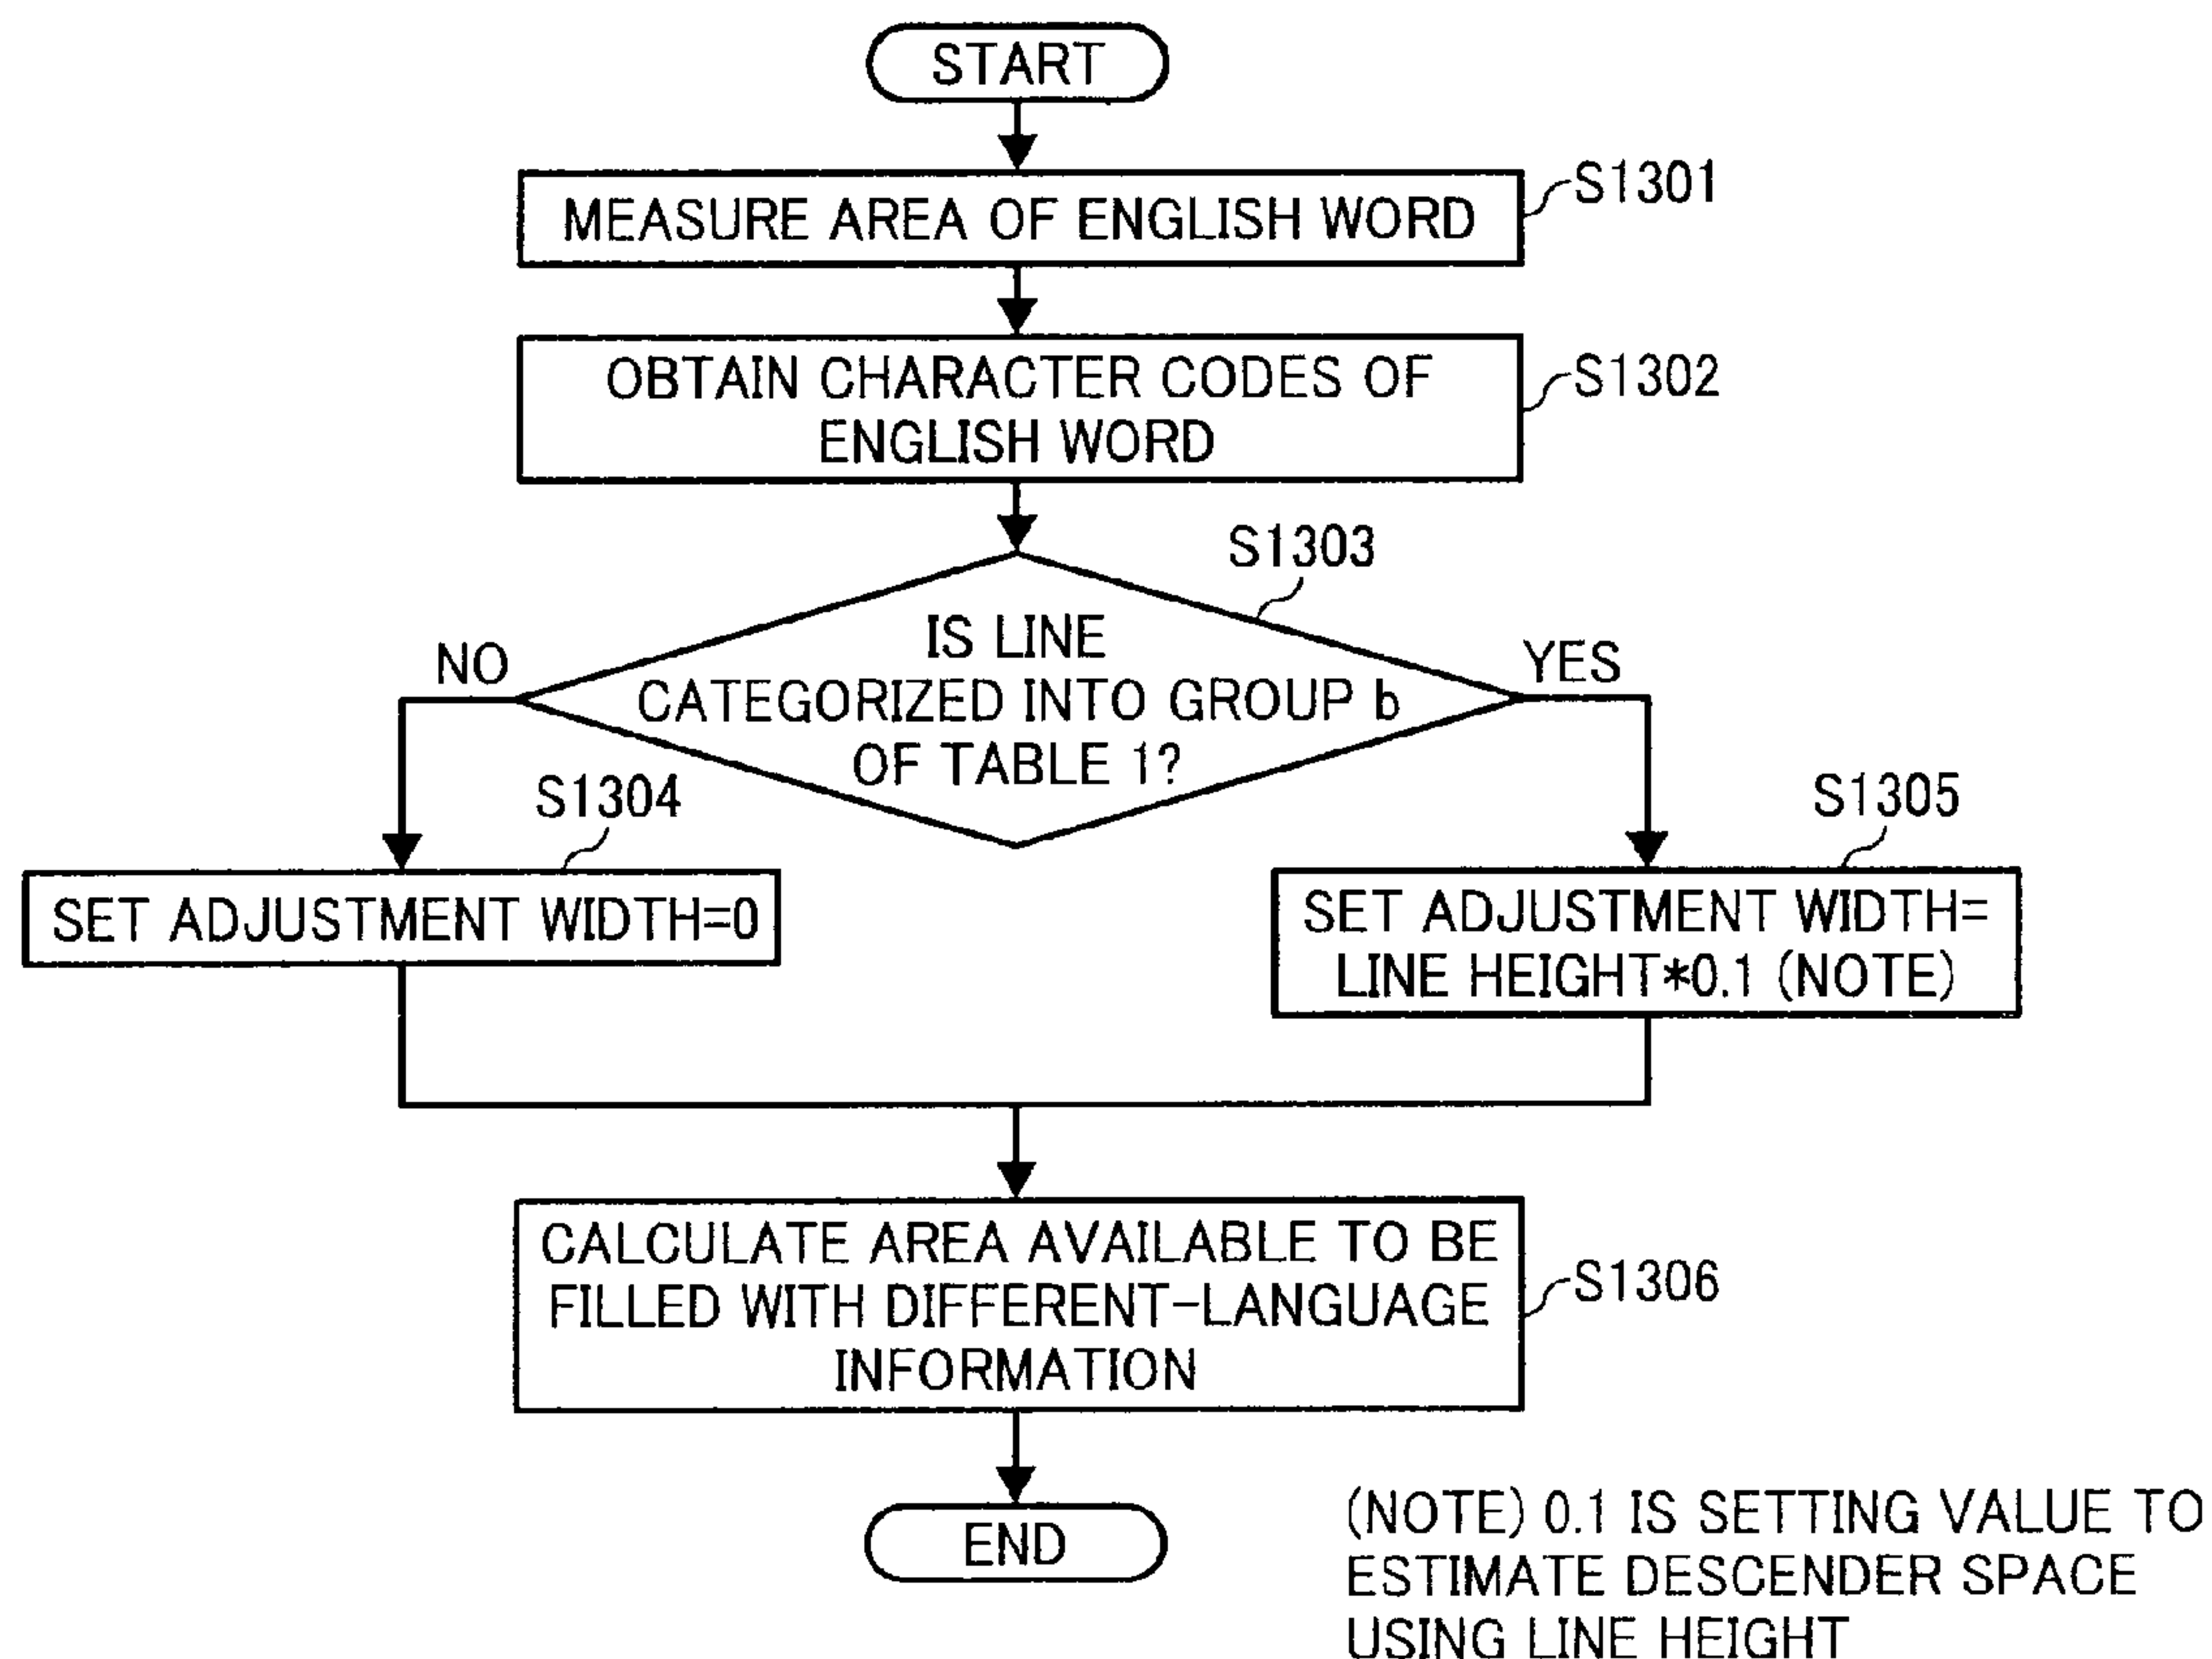 START
MEASURE AREA OF ENGLISH WORD
S1301
OBTAIN CHARACTER CODES OF
ENGLISH WORD
S1302
S1303
IS LINE
CATEGORIZED INTO GROUP b
OF TABLE 1?
NO
YES
S1304
SET ADJUSTMENT WIDTH=0
S1305
SET ADJUSTMENT WIDTH=
LINE HEIGHT*0.1 (NOTE)
CALCULATE AREA AVAILABLE TO BE
FILLED WITH DIFFERENT-LANGUAGE
INFORMATION
S1306
END
(NOTE) 0.1 IS SETTING VALUE TO
ESTIMATE DESCENDER SPACE
USING LINE HEIGHT